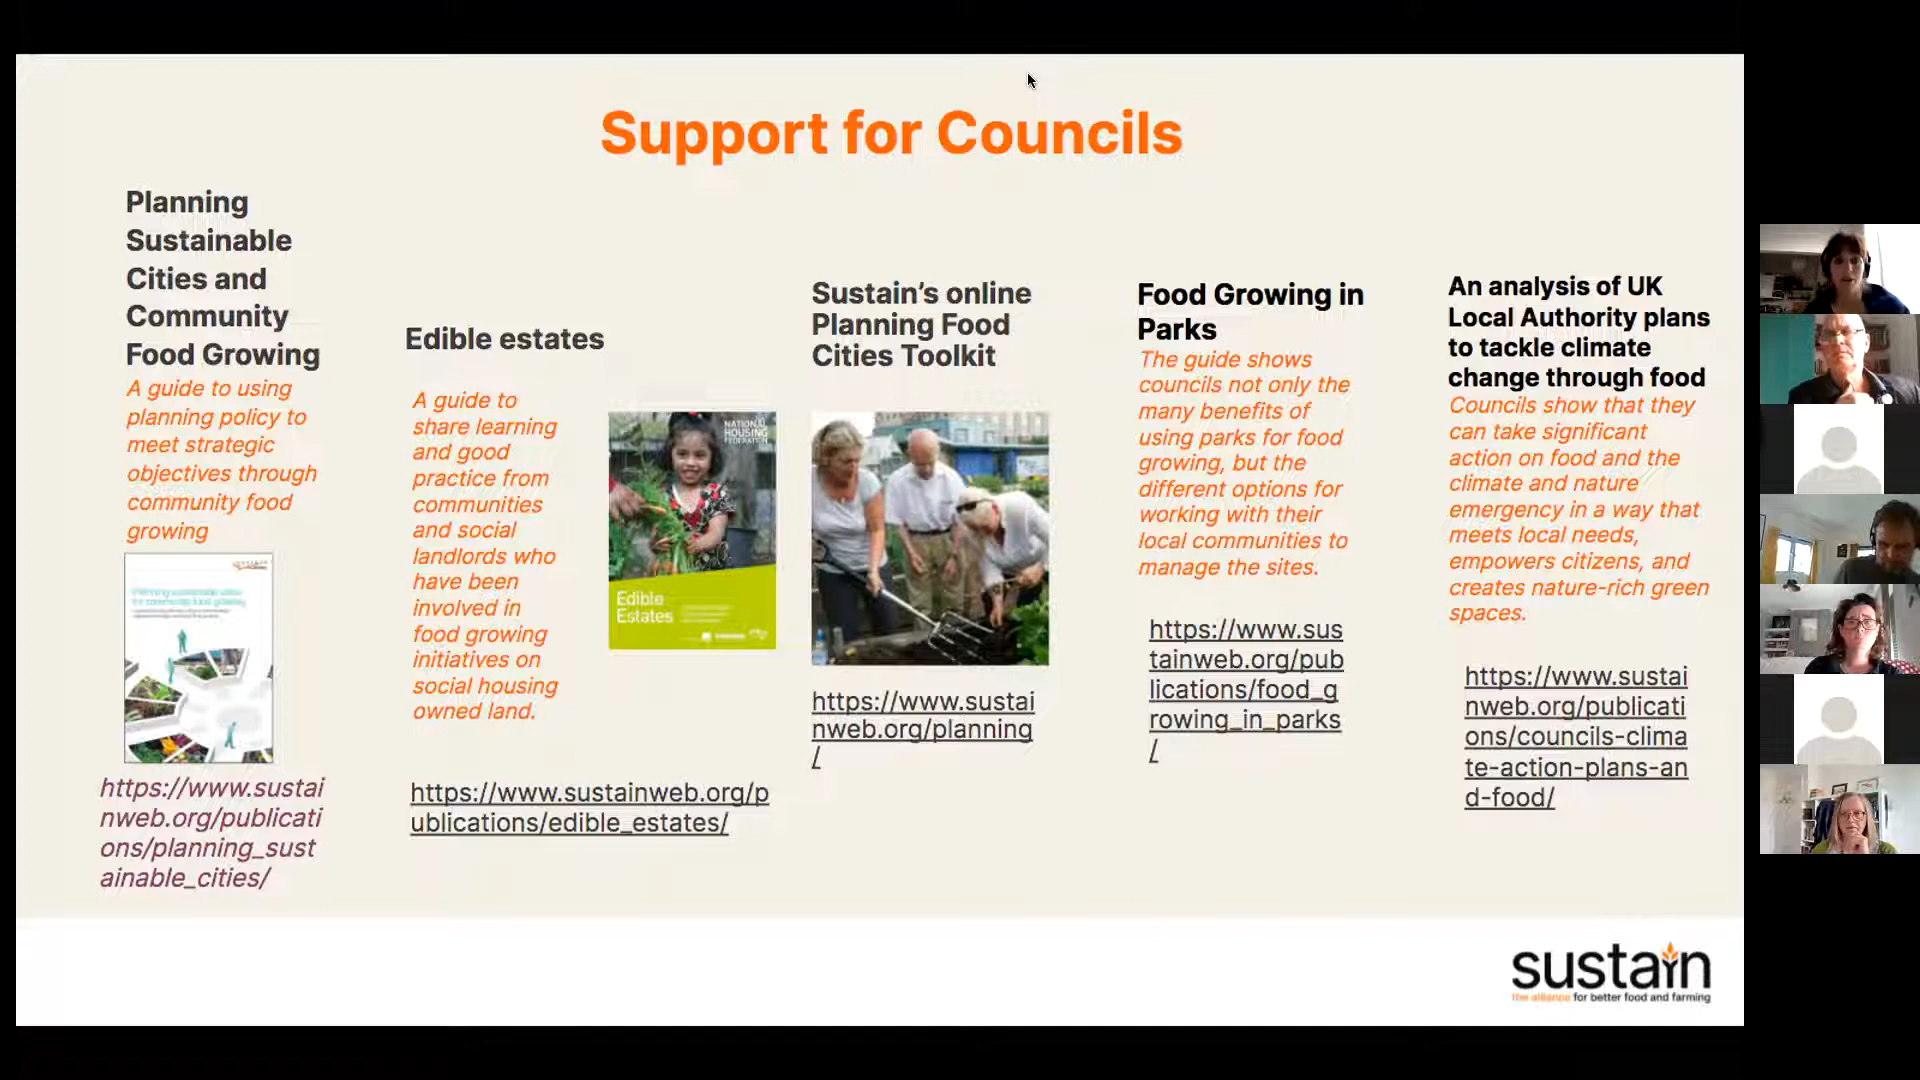 Support for Councils
Planning
Sustainable
Cities and
Community
Food Growing
A guide to using
planning policy to
meet strategic
objectives through
community food
growing
https://www.sustai
nweb.org/publicati
ons/planning_sust
ainable_cities/
Edible estates
A guide to
share learning
and good
practice from
communities
and social
landlords who
have been
involved in
food growing
initiatives on
social housing
owned land.
NATIONAL
HOUSING
FEDERATION
Edible
Estates
https://www.sustainweb.org/p
ublications/edible_estates/
Sustain’s online
Planning Food
Cities Toolkit
https://www.sustai
nweb.org/planning
/
Food Growing in
Parks
The guide shows
councils not only the
many benefits of
using parks for food
growing, but the
different options for
working with their
local communities to
manage the sites.
https://www.sus
tainweb.org/pub
lications/food_g
rowing_in_parks
/
An analysis of UK
Local Authority plans
to tackle climate
change through food
Councils show that they
can take significant
action on food and the
climate and nature
emergency in a way that
meets local needs,
empowers citizens, and
creates nature-rich green
spaces.
https://www.sustai
nweb.org/publicati
ons/councils-clima
te-action-plans-an
d-food/
sustain
the alliance for better food and farming